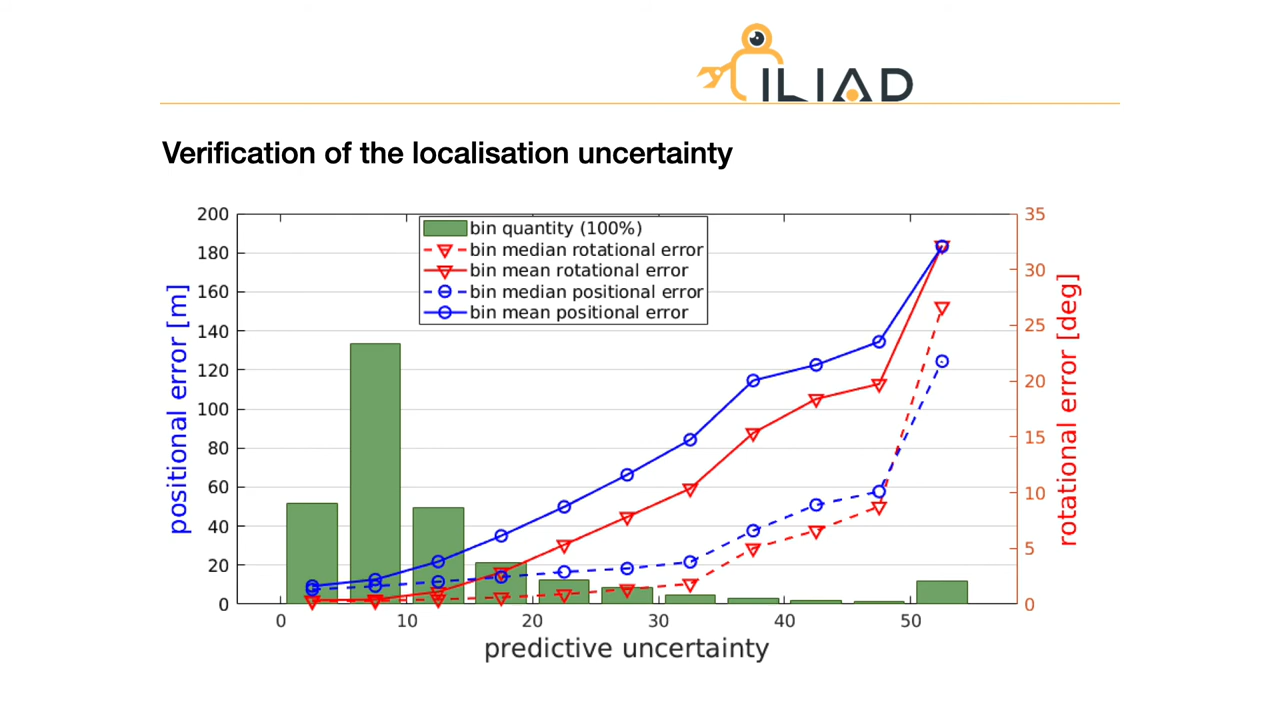 ILIAD
Verification of the localisation uncertainty
bin quantity (100%)
bin median rotational error
bin mean rotational error
bin median positional error
bin mean positional error
positional error [m]
200
180
160
140
120
100
80
60
40
20
0
35
30
25
20
15
10
5
0
rotational error [deg]
0 10 20 30 40 50
predictive uncertainty